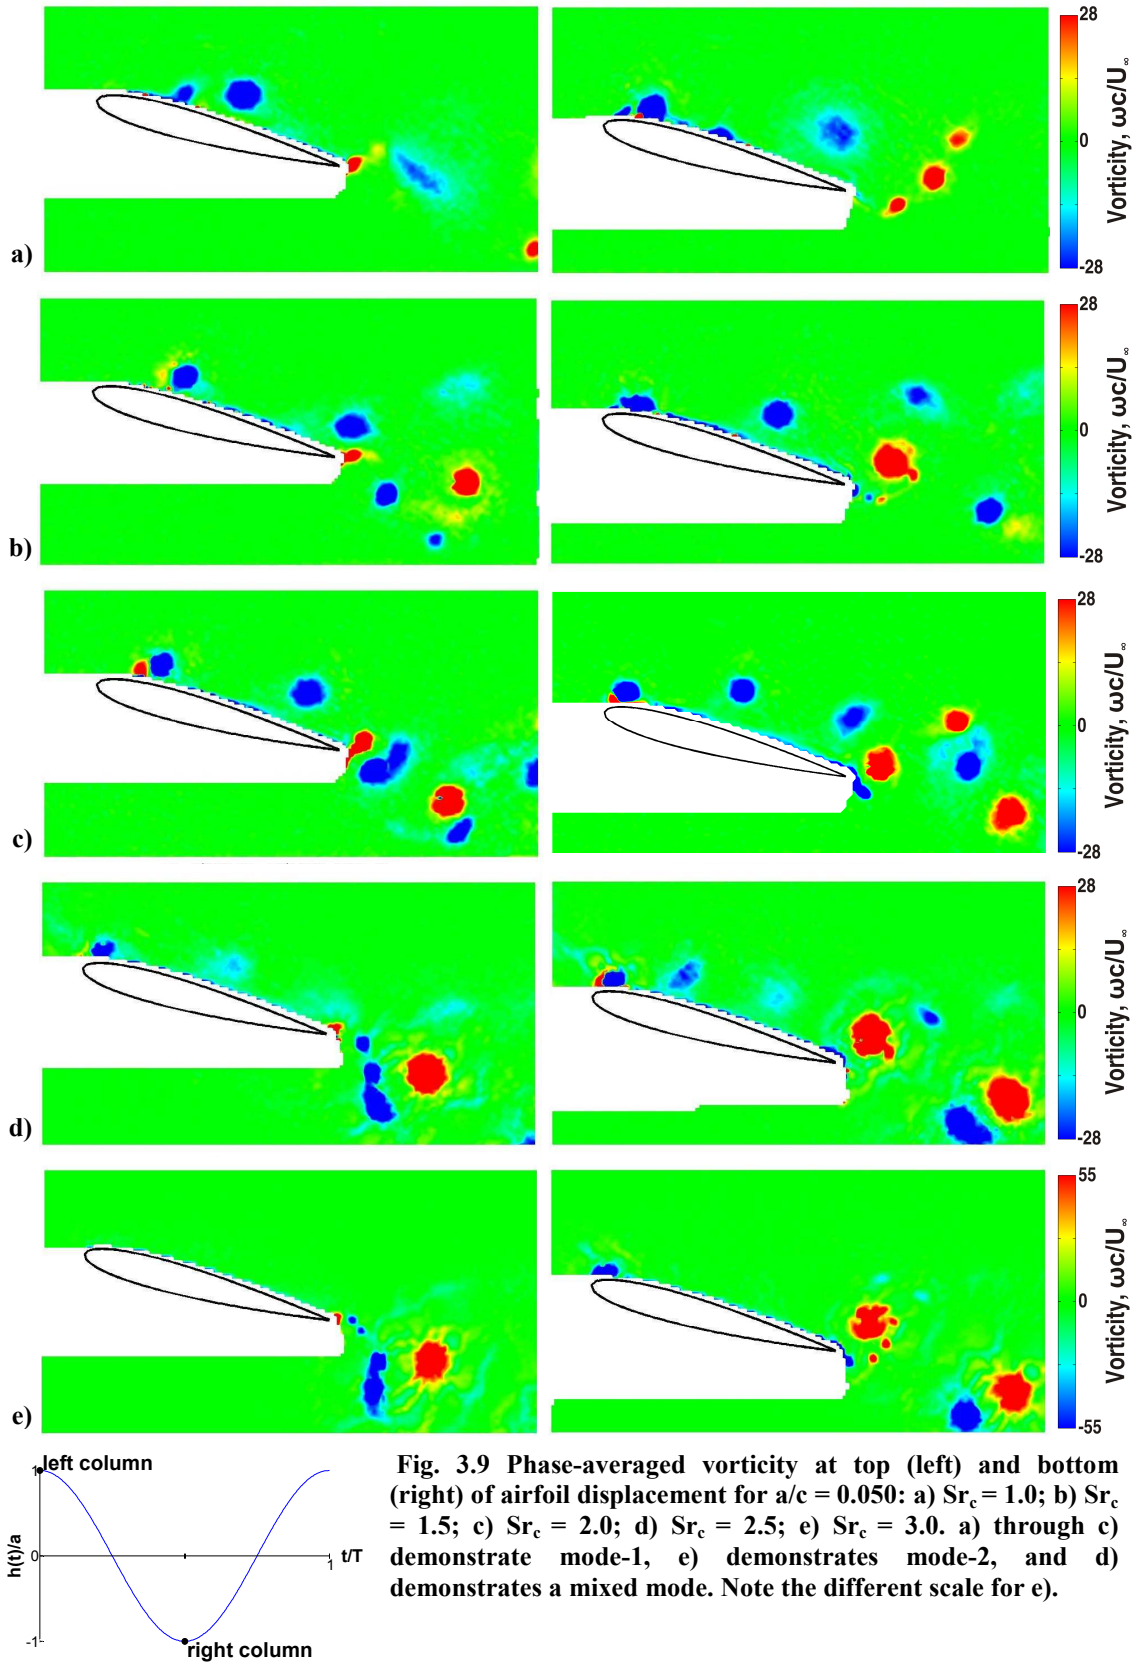 28
0
-28
Vorticity, ωc/U∞
a)
28
0
-28
Vorticity, ωc/U∞
b)
28
0
-28
Vorticity, ωc/U∞
c)
28
0
-28
Vorticity, ωc/U∞
d)
55
0
-55
Vorticity, ωc/U∞
e)
1
left column
0
1
t/T
h(t)/a
-1
right column
Fig. 3.9 Phase-averaged vorticity at top (left) and bottom
(right) of airfoil displacement for a/c = 0.050: a) Src = 1.0; b) Src
= 1.5; c) Src = 2.0; d) Src = 2.5; e) Src = 3.0. a) through c)
demonstrate mode-1, e) demonstrates mode-2, and d)
demonstrates a mixed mode. Note the different scale for e).